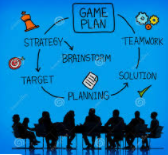 GAME
PLAN
STRATEGY
TEAMWORK
BRAINSTORM
TARGET
SOLUTION
PLANNING